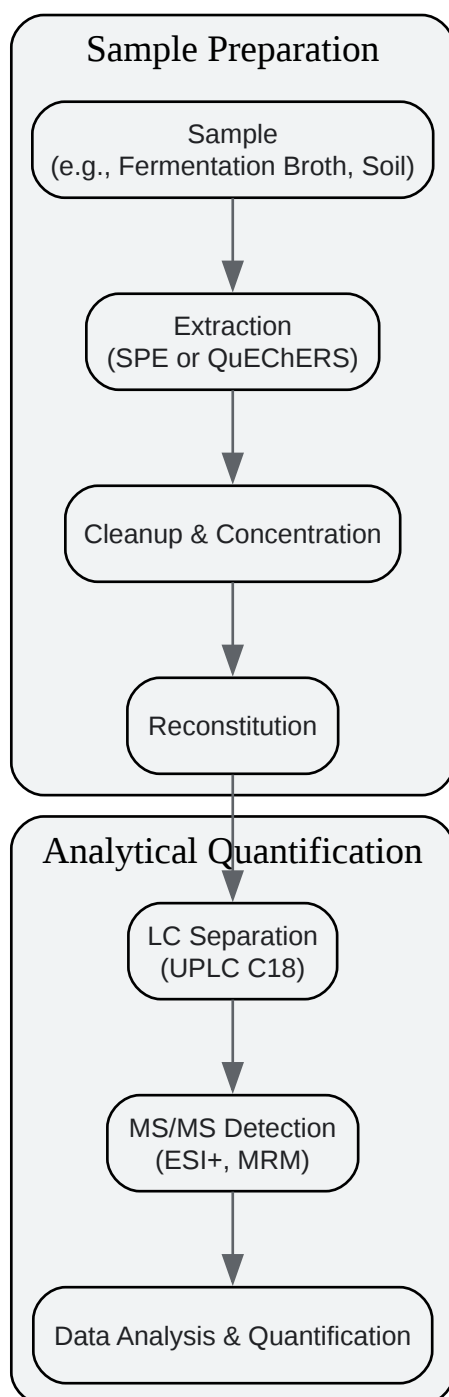 Sample Preparation
Sample
(e.g., Fermentation Broth, Soil)
Extraction
(SPE or QuEChERS)
Cleanup & Concentration
Reconstitution
Analytical Quantification
LC Separation
(UPLC C18)
MS/MS Detection
(ESI+, MRM)
Data Analysis & Quantification